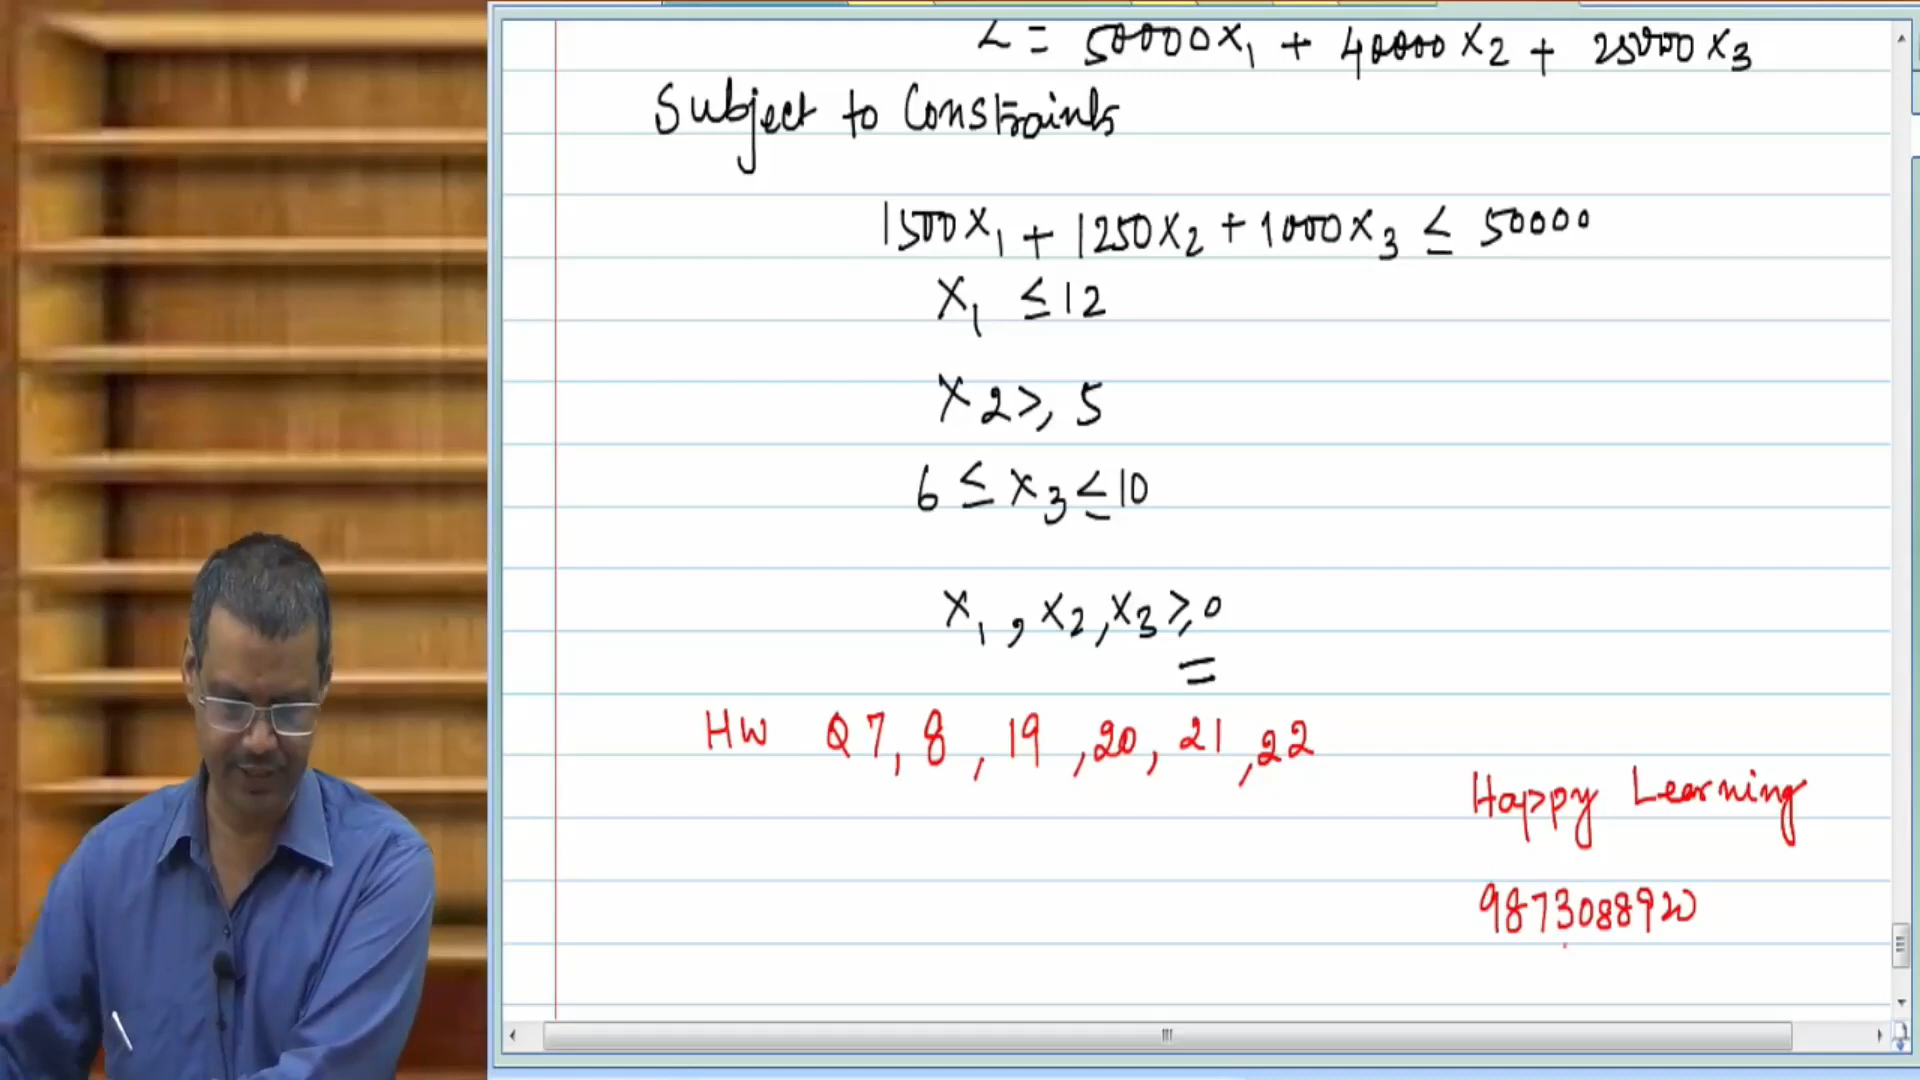 Z = 50000x₁ + 40000x₂ + 25000x₃
Subject to Constraints
1500x₁ + 1250x₂ + 1000x₃ ≤ 50000
x₁ ≤ 12
x₂ ≥ 5
6 ≤ x₃ ≤ 10
x₁, x₂, x₃ ≥ 0
HW Q 7, 8, 19, 20, 21, 22
Happy Learning
9873088920